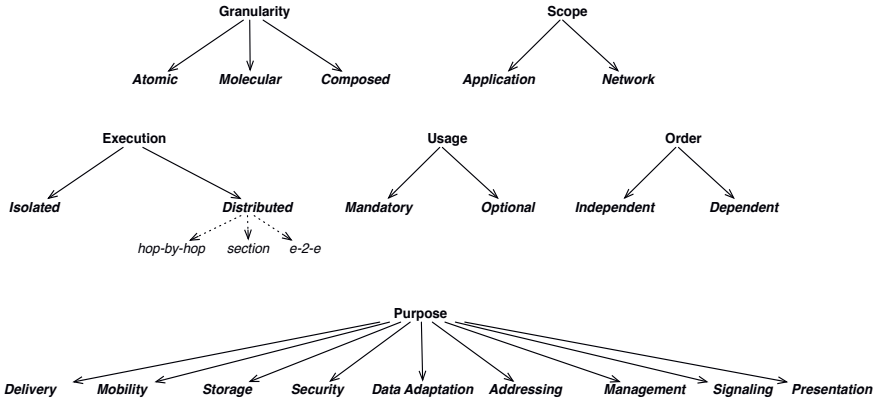 Granularity Scope
Atomic Molecular Composed Application Network
Execution Usage Order
Isolated Distributed Mandatory Optional Independent Dependent
hop-by-hop section e-2-e
Purpose
Delivery Mobility Storage Security Data Adaptation Addressing Management Signaling Presentation